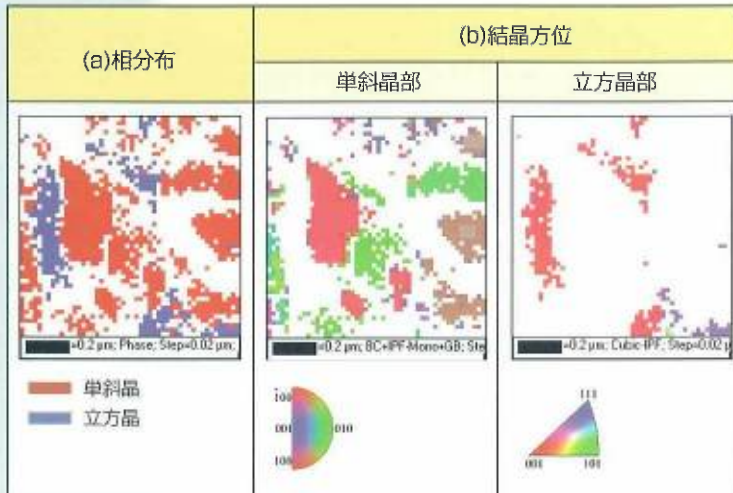 (a)相分布
(b)結晶方位
単斜晶部
立方晶部
=0.2 μm; Phase; Step=0.02 μm;
=0.2 μm; BC+IPF-Mono+GB; Ste
=0.2 μm; Cubic-IPF; Step=0.02 μ
単斜晶
立方晶
100
001
010
100
111
001
101